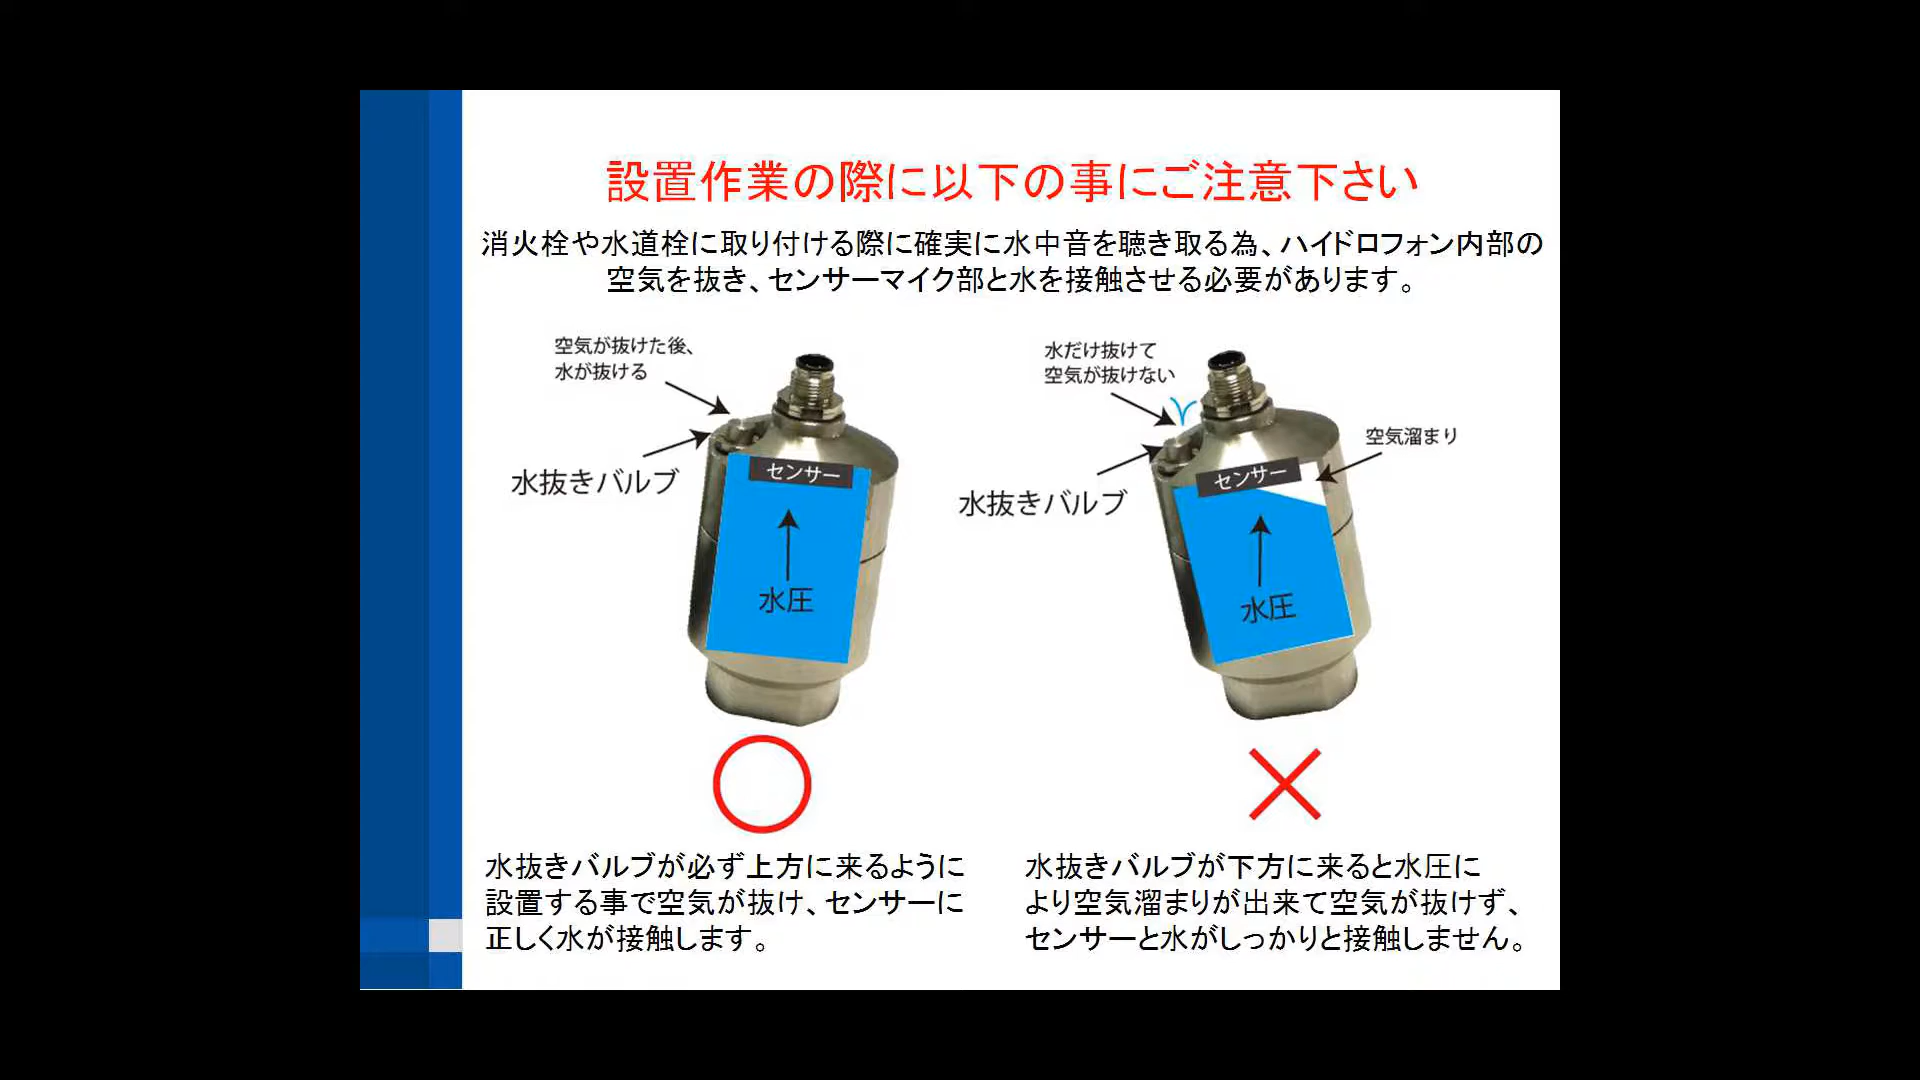 設置作業の際に以下の事にご注意下さい
消火栓や水道栓に取り付ける際に確実に水中音を聴き取る為、ハイドロフォン内部の
空気を抜き、センサーマイク部と水を接触させる必要があります。
空気が抜けた後、
水が抜ける
水抜きバルブ
センサー
水圧
水だけ抜けて
空気が抜けない
空気溜まり
水抜きバルブ
センサー
水圧
水抜きバルブが必ず上方に来るように
設置する事で空気が抜け、センサーに
正しく水が接触します。
水抜きバルブが下方に来ると水圧に
より空気溜まりが出来て空気が抜けず、
センサーと水がしっかりと接触しません。